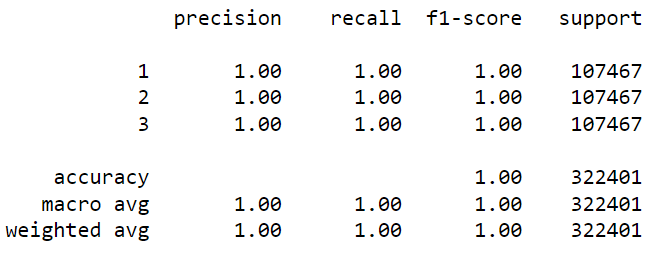 precision recall f1-score support
1 1.00 1.00 1.00 107467
2 1.00 1.00 1.00 107467
3 1.00 1.00 1.00 107467
accuracy 1.00 322401
macro avg 1.00 1.00 1.00 322401
weighted avg 1.00 1.00 1.00 322401